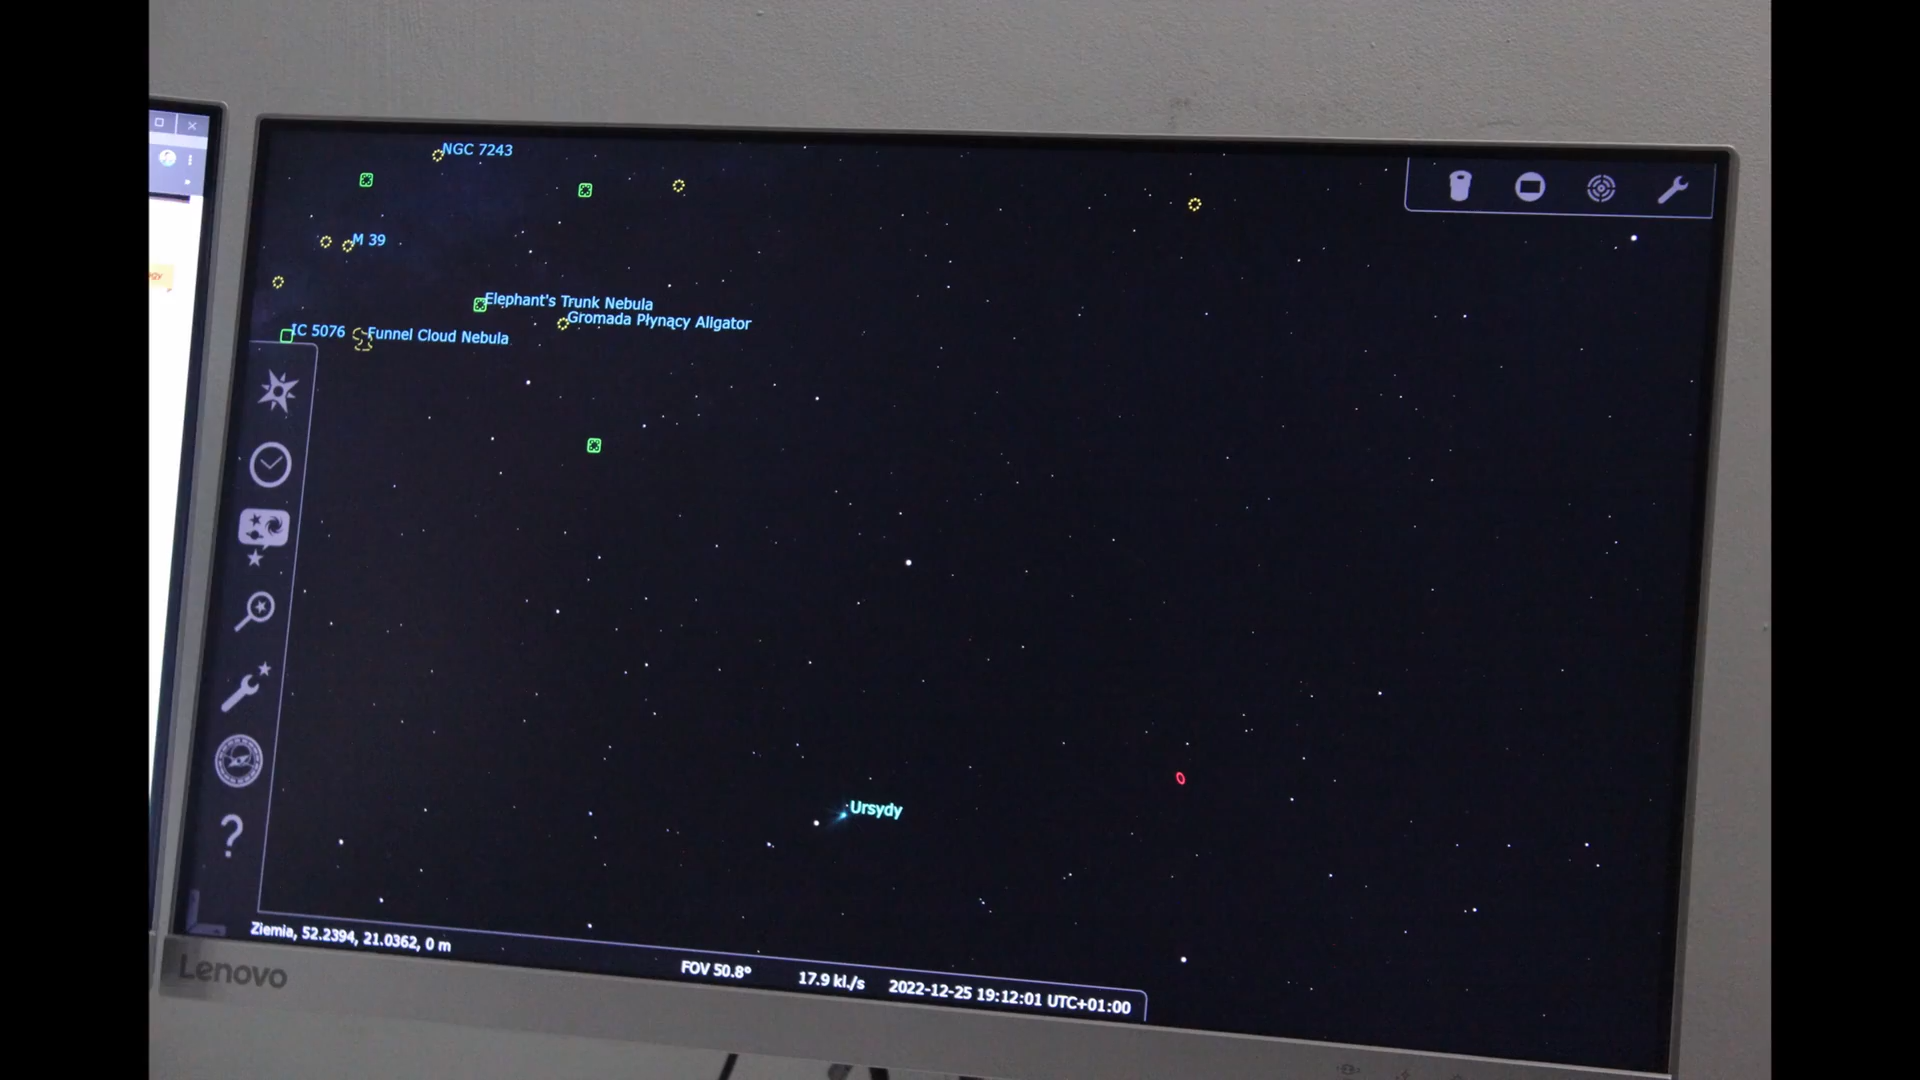 NGC 7243
M 39
Elephant's Trunk Nebula
Gromada Płynący Aligator
IC 5076
Funnel Cloud Nebula
Ursydy
Ziemia, 52.2394, 21.0362, 0 m
FOV 50.8°
17.9 kl./s
2022-12-25 19:12:01 UTC+01:00
Lenovo